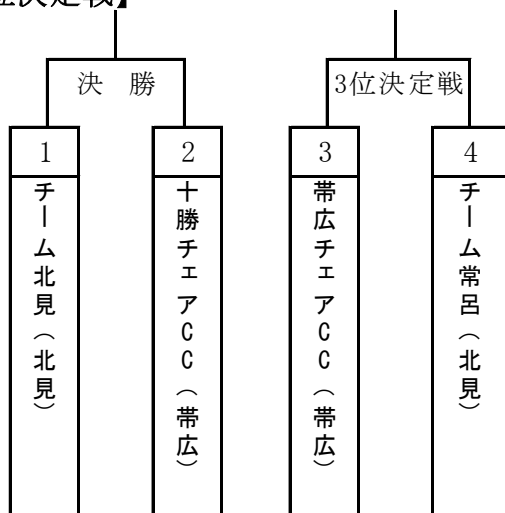 位決定戦】
決 勝
3位決定戦
1
2
3
4
チーム北見（北見）
十勝チェアCC（帯広）
帯広チェアCC（帯広）
チーム常呂（北見）